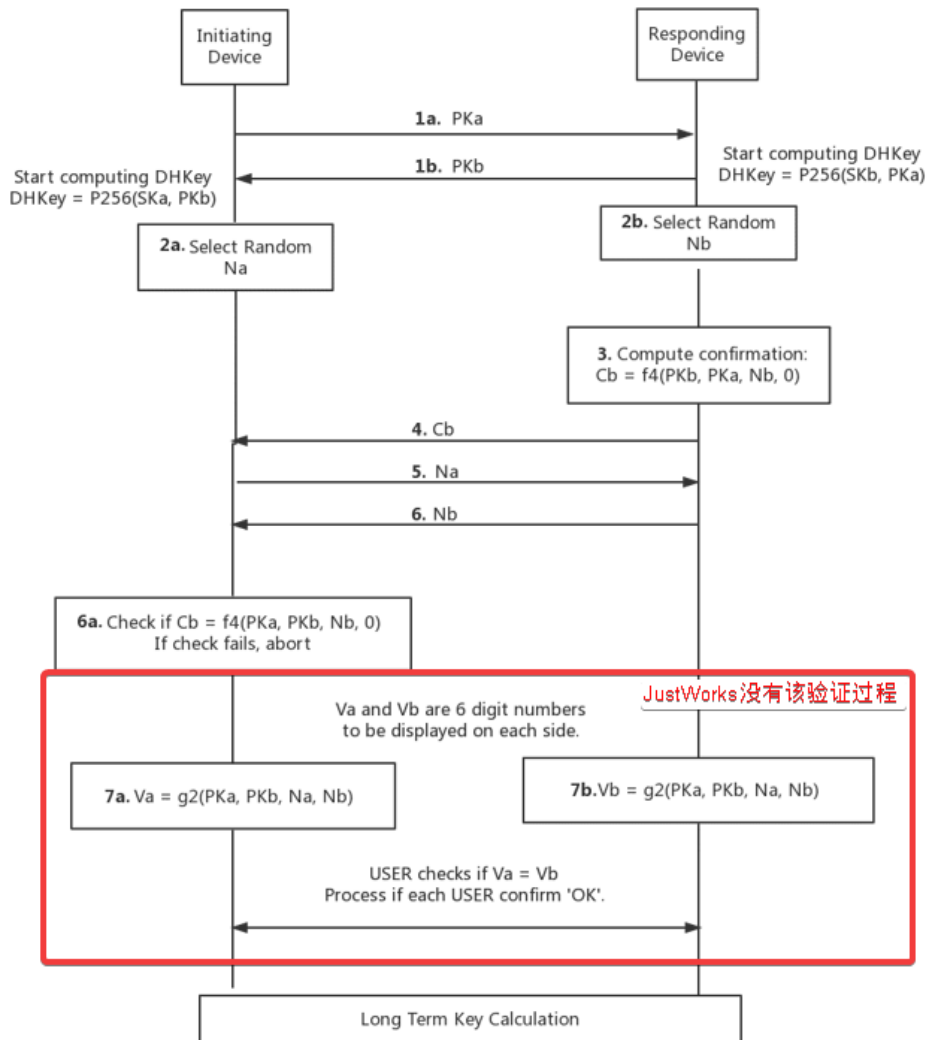 Initiating
Device
Responding
Device
1a. PKa
1b. PKb
Start computing DHKey
DHKey = P256(SKa, PKb)
Start computing DHKey
DHKey = P256(SKb, PKa)
2a. Select Random
Na
2b. Select Random
Nb
3. Compute confirmation:
Cb = f4(PKb, PKa, Nb, 0)
4. Cb
5. Na
6. Nb
6a. Check if Cb = f4(PKa, PKb, Nb, 0)
If check fails, abort
JustWorks没有该验证过程
Va and Vb are 6 digit numbers
to be displayed on each side.
7a. Va = g2(PKa, PKb, Na, Nb)
7b.Vb = g2(PKa, PKb, Na, Nb)
USER checks if Va = Vb
Process if each USER confirm 'OK'.
Long Term Key Calculation